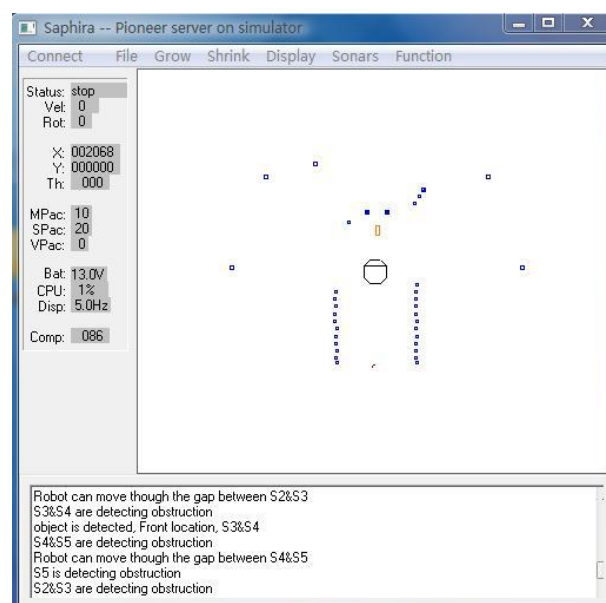 Saphira -- Pioneer server on simulator
Connect File Grow Shrink Display Sonars Function
Status: stop
Vel: 0
Rot: 0
X: 002068
Y: 000000
Th: 000
MPac: 10
SPac: 20
VPac: 0
Bat: 13.0V
CPU: 1%
Disp: 5.0Hz
Comp: 086
Robot can move though the gap between S2&S3
S3&S4 are detecting obstruction
object is detected, Front location, S3&S4
S4&S5 are detecting obstruction
Robot can move though the gap between S4&S5
S5 is detecting obstruction
S2&S3 are detecting obstruction